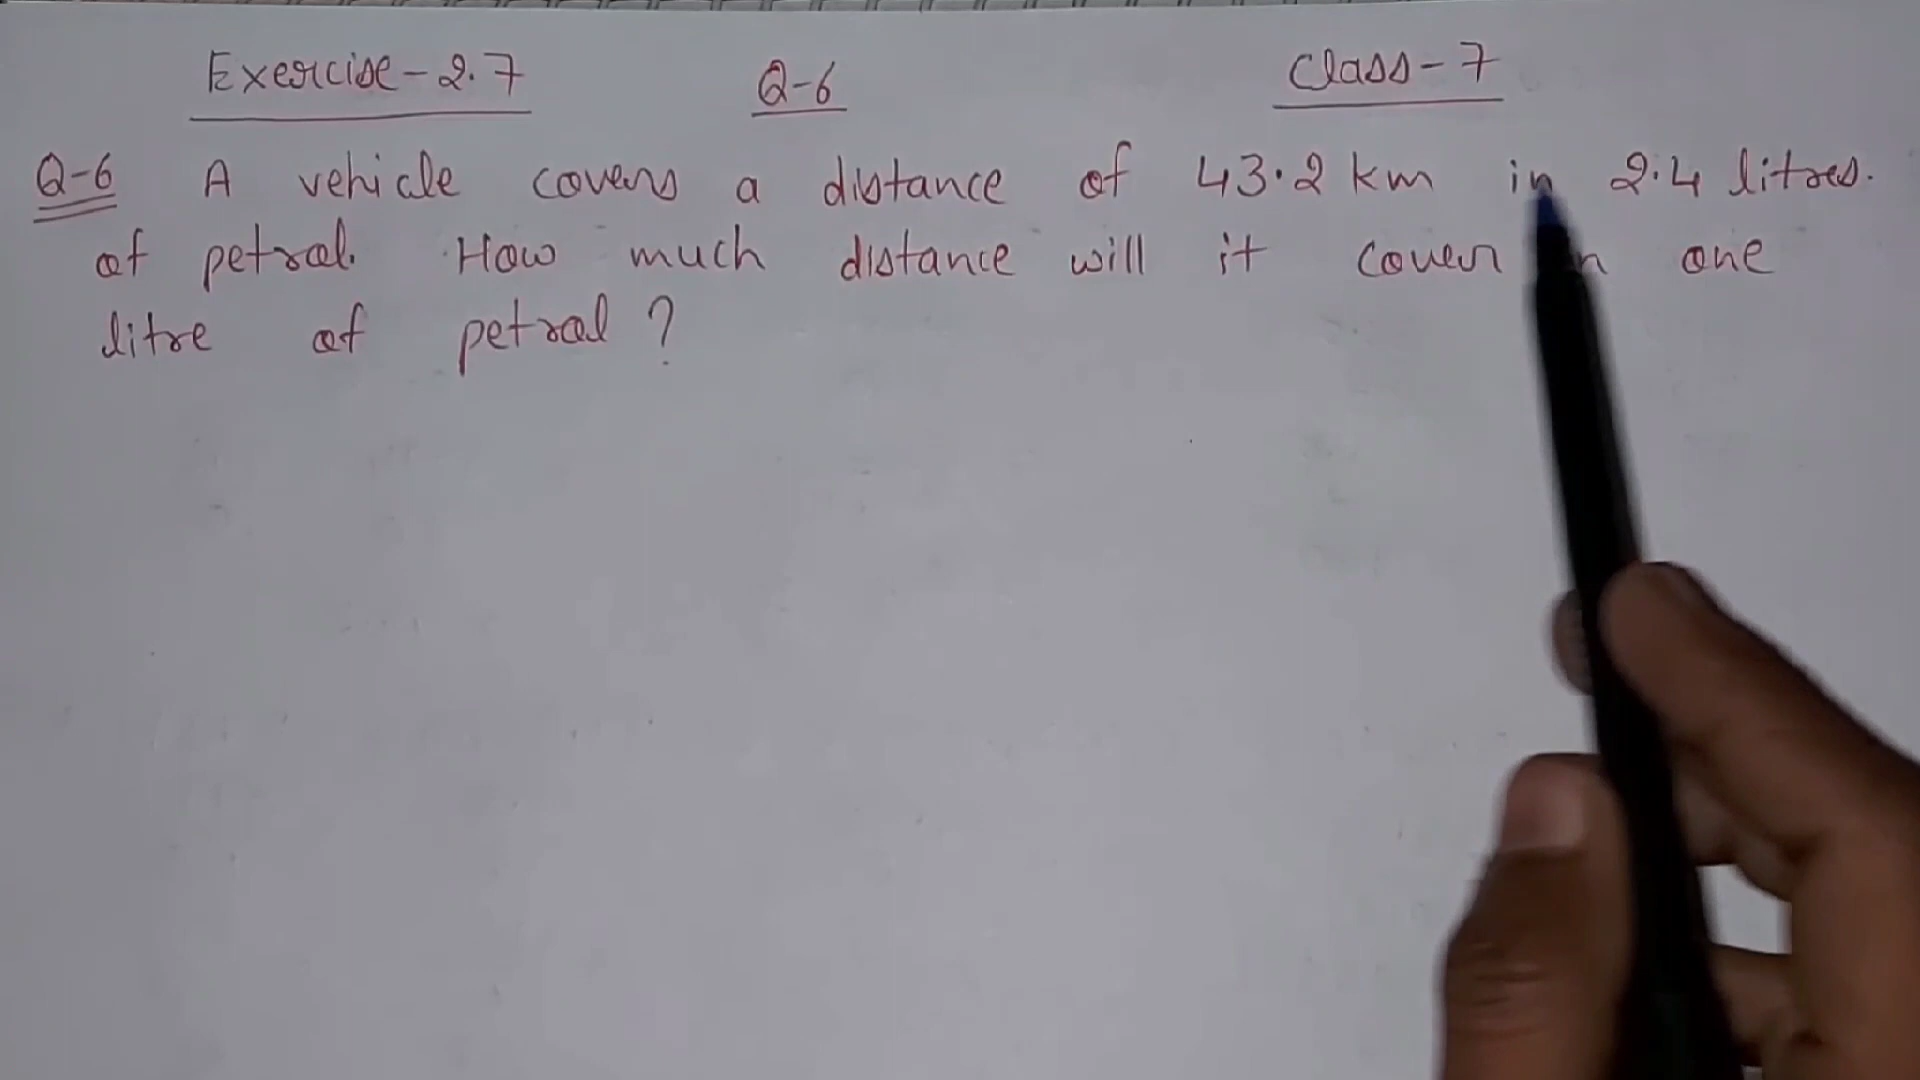 Exercise-2.7 Q-6 Class-7
Q-6 A vehicle covers a distance of 43.2 km in 2.4 litres.
of petrol. How much distance will it cover one
litre of petrol?